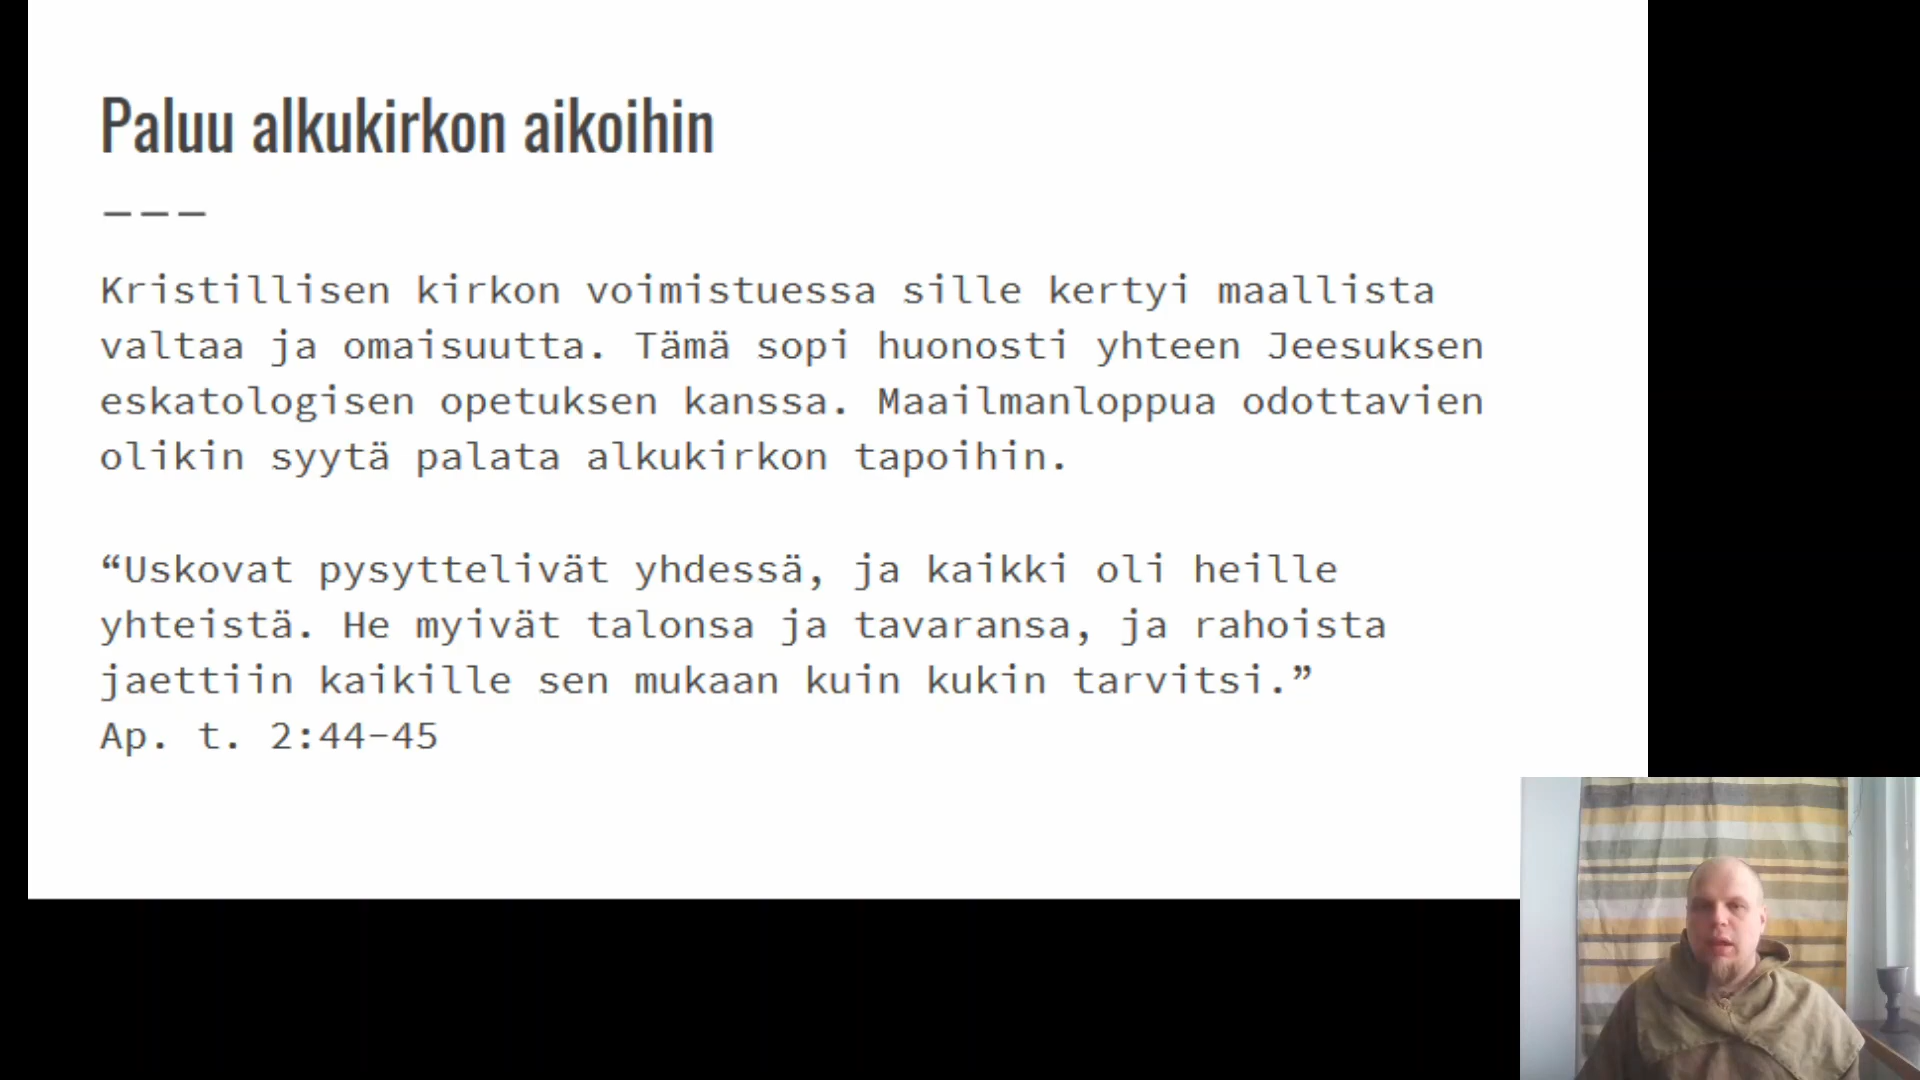 Paluu alkukirkon aikoihin
———
Kristillisen kirkon voimistuessa sille kertyi maallista
valtaa ja omaisuutta. Tämä sopi huonosti yhteen Jeesuksen
eskatologisen opetuksen kanssa. Maailmanloppua odottavien
olikin syytä palata alkukirkon tapoihin.
“Uskovat pysyttelivät yhdessä, ja kaikki oli heille
yhteistä. He myivät talonsa ja tavaransa, ja rahoista
jaettiin kaikille sen mukaan kuin kukin tarvitsi.”
Ap. t. 2:44–45